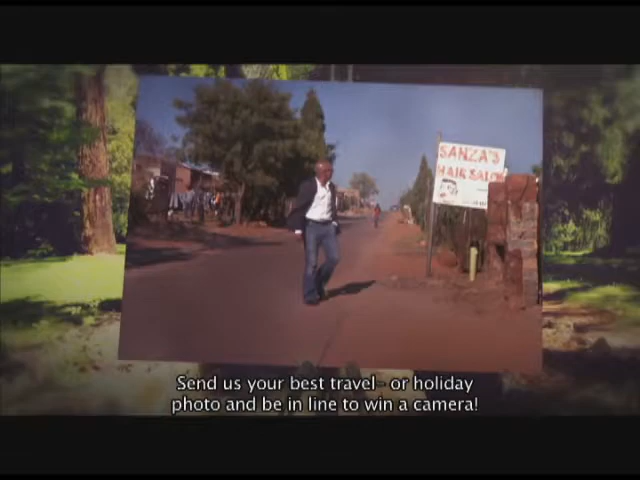 SANZA'S
HAIR SALON
Send us your best travel- or holiday
photo and be in line to win a camera!